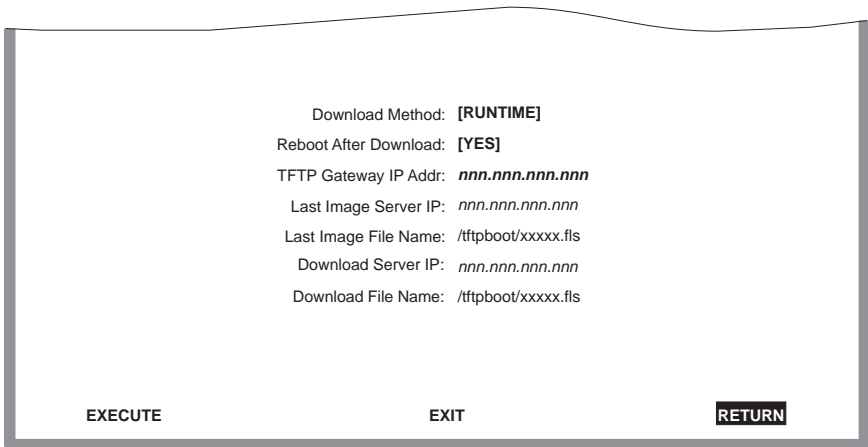 Download Method: [RUNTIME]
Reboot After Download: [YES]
TFTP Gateway IP Addr: nnn.nnn.nnn.nnn
Last Image Server IP: nnn.nnn.nnn.nnn
Last Image File Name: /tftpboot/xxxxx.fls
Download Server IP: nnn.nnn.nnn.nnn
Download File Name: /tftpboot/xxxxx.fls
EXECUTE EXIT RETURN